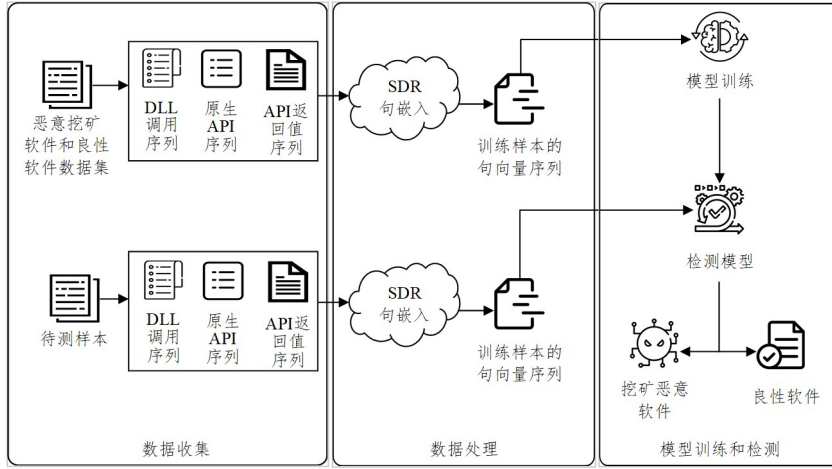 恶意挖矿
软件和良性
软件数据集
DLL
调用
序列
原生
API
序列
API返
回值
序列
SDR
句嵌入
训练样本的
句向量序列
模型训练
待测样本
DLL
调用
序列
原生
API
序列
API返
回值
序列
SDR
句嵌入
训练样本的
句向量序列
检测模型
挖矿恶意
软件
良性软件
数据收集
数据处理
模型训练和检测